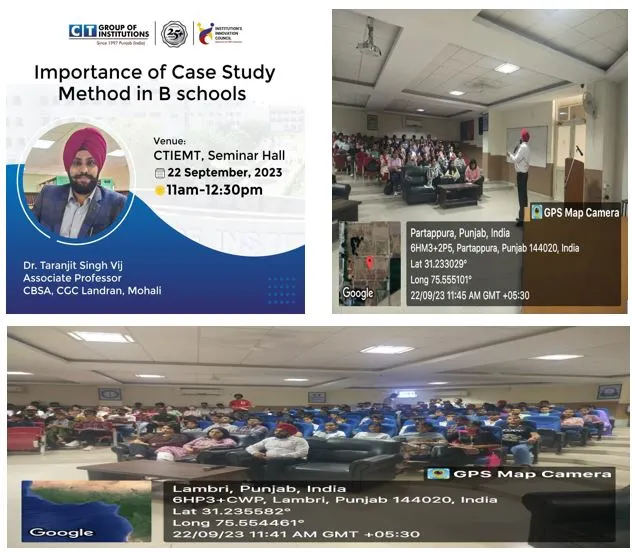 CT GROUP OF
INSTITUTIONS
Since 1997 Punjab (India)
25
INSTITUTION'S
INNOVATION
COUNCIL
Importance of Case Study
Method in B schools
Venue:
CTIEMT, Seminar Hall
22 September, 2023
11am-12:30pm
Dr. Taranjit Singh Vij
Associate Professor
CBSA, CGC Landran, Mohali
GPS Map Camera
Partappura, Punjab, India
6HM3+2P5, Partappura, Punjab 144020, India
Lat 31.233029°
Long 75.555101°
22/09/23 11:45 AM GMT +05:30
Google
GPS Map Camera
Lambri, Punjab, India
6HP3+CWP, Lambri, Punjab 144020, India
Lat 31.235582°
Long 75.554461°
22/09/23 11:41 AM GMT +05:30
Google